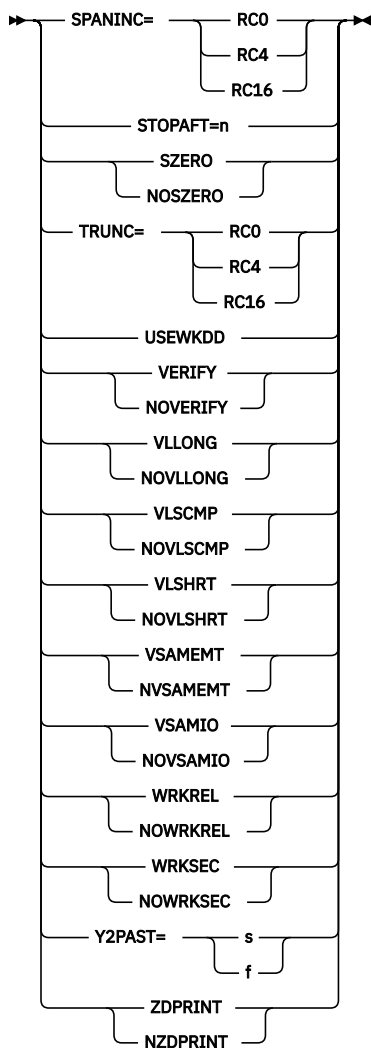 SPANINC= RC0
RC4
RC16
STOPAFT=n
SZERO
NOSZERO
TRUNC= RC0
RC4
RC16
USEWKDD
VERIFY
NOVERIFY
VLLONG
NOVLLONG
VLSCMP
NOVLSCMP
VLSHRT
NOVLSHRT
VSAMEMT
NVSAMEMT
VSAMIO
NOVSAMIO
WRKREL
NOWRKREL
WRKSEC
NOWRKSEC
Y2PAST= s
f
ZDPRINT
NZDPRINT